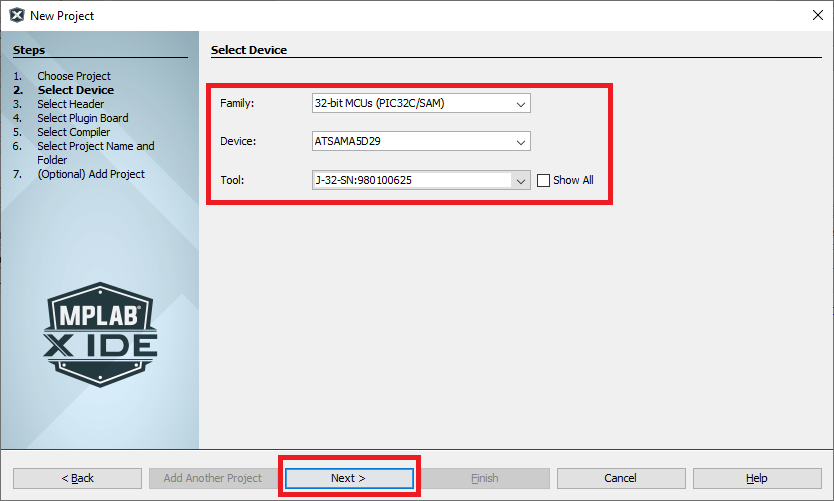 New Project
Steps
1. Choose Project
2. Select Device
3. Select Header
4. Select Plugin Board
5. Select Compiler
6. Select Project Name and
Folder
7. (Optional) Add Project
MPLAB®
X IDE
Select Device
Family: 32-bit MCUs (PIC32C/SAM)
Device: ATSAMA5D29
Tool: J-32-SN:980100625 Show All
< Back Add Another Project Next > Finish Cancel Help